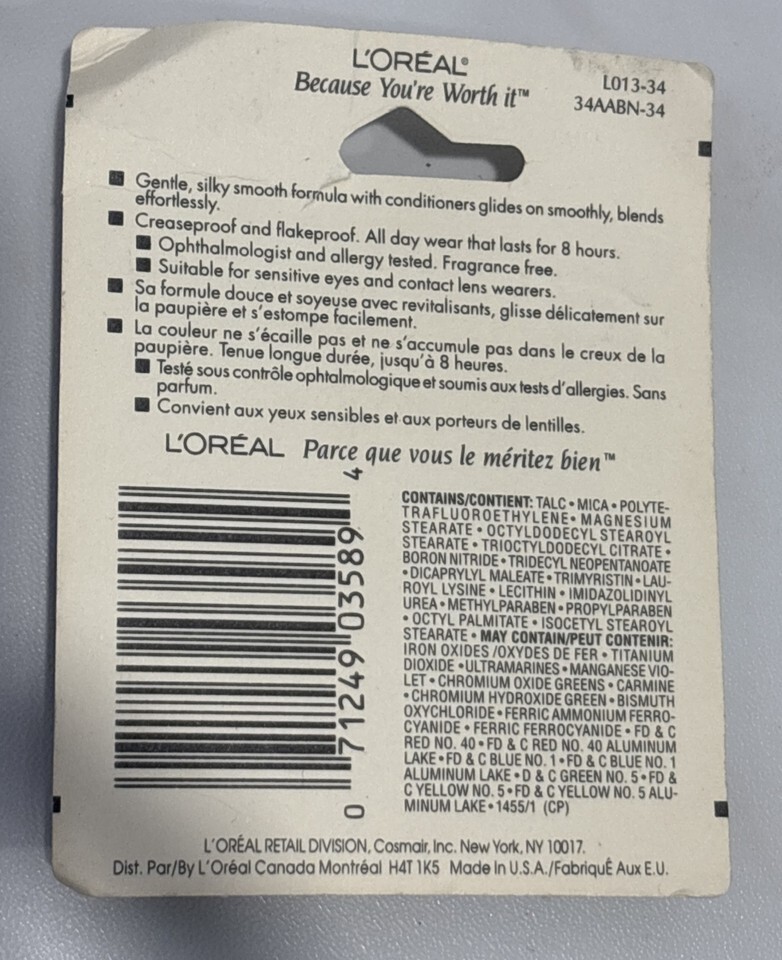 L'ORÉAL®
Because You're Worth it™
L013-34
34AABN-34
Gentle, silky smooth formula with conditioners glides on smoothly, blends
effortlessly.
Creaseproof and flakeproof. All day wear that lasts for 8 hours.
Ophthalmologist and allergy tested. Fragrance free.
Suitable for sensitive eyes and contact lens wearers.
Sa formule douce et soyeuse avec revitalisants, glisse délicatement sur
la paupière et s'estompe facilement.
La couleur ne s'écaille pas et ne s'accumule pas dans le creux de la
paupière. Tenue longue durée, jusqu'à 8 heures.
Testé sous contrôle ophtalmologique et soumis aux tests d'allergies. Sans
parfum.
Convient aux yeux sensibles et aux porteurs de lentilles.
L'ORÉAL Parce que vous le méritez bien™
0 71249 03589 4
CONTAINS/CONTIENT: TALC • MICA • POLYTE-
TRAFLUOROETHYLENE • MAGNESIUM
STEARATE • OCTYLDODECYL STEAROYL
STEARATE • TRIOCTYLDODECYL CITRATE •
BORON NITRIDE • TRIDECYL NEOPENTANOATE
• DICAPRYLYL MALEATE • TRIMYRISTIN • LAU-
ROYL LYSINE • LECITHIN • IMIDAZOLIDINYL
UREA • METHYLPARABEN • PROPYLPARABEN
• OCTYL PALMITATE • ISOCETYL STEAROYL
STEARATE • MAY CONTAIN/PEUT CONTENIR:
IRON OXIDES /OXYDES DE FER • TITANIUM
DIOXIDE • ULTRAMARINES • MANGANESE VIO-
LET • CHROMIUM OXIDE GREENS • CARMINE
• CHROMIUM HYDROXIDE GREEN • BISMUTH
OXYCHLORIDE • FERRIC AMMONIUM FERRO-
CYANIDE • FERRIC FERROCYANIDE • FD & C
RED NO. 40 • FD & C RED NO. 40 ALUMINUM
LAKE • FD & C BLUE NO. 1 • FD & C BLUE NO. 1
ALUMINUM LAKE • D & C GREEN NO. 5 • FD &
C YELLOW NO. 5 • FD & C YELLOW NO. 5 ALU-
MINUM LAKE • 1455/1 (CP)
L'ORÉAL RETAIL DIVISION, Cosmair, Inc. New York, NY 10017.
Dist. Par/By L'Oréal Canada Montréal H4T 1K5 Made In U.S.A./FabriquÊ Aux E.U.